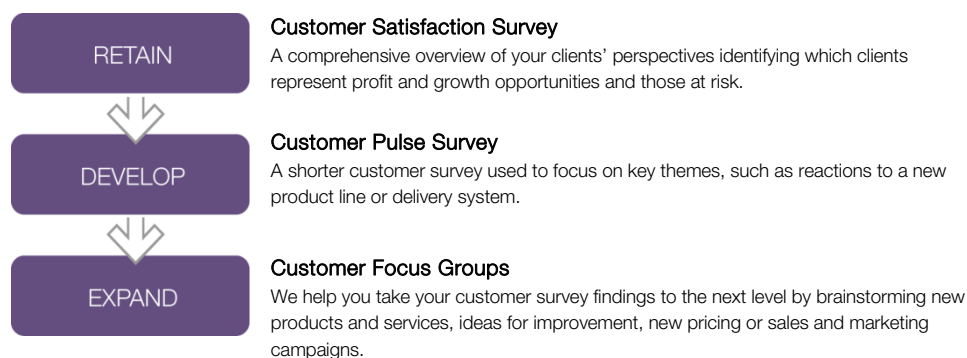 RETAIN
Customer Satisfaction Survey
A comprehensive overview of your clients' perspectives identifying which clients
represent profit and growth opportunities and those at risk.
DEVELOP
Customer Pulse Survey
A shorter customer survey used to focus on key themes, such as reactions to a new
product line or delivery system.
EXPAND
Customer Focus Groups
We help you take your customer survey findings to the next level by brainstorming new
products and services, ideas for improvement, new pricing or sales and marketing
campaigns.